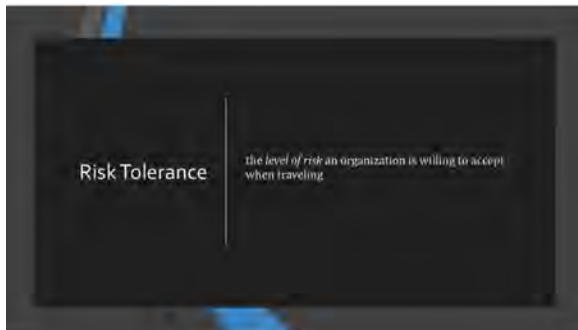 Risk Tolerance
the level of risk an organization is willing to accept
when traveling